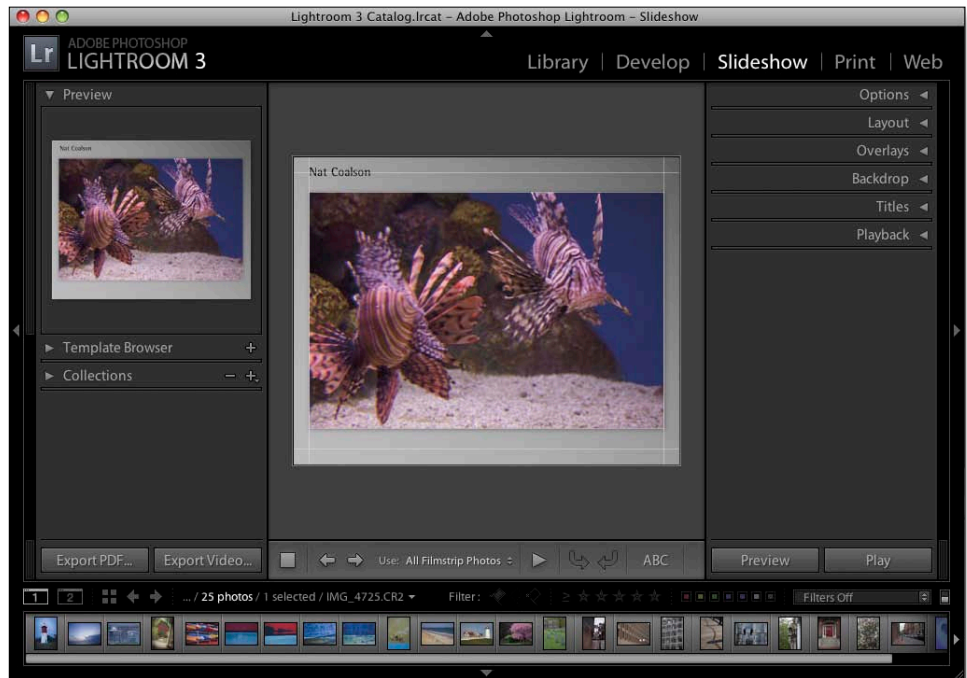 Lightroom 3 Catalog.lrcat – Adobe Photoshop Lightroom – Slideshow
Lr ADOBE PHOTOSHOP
LIGHTROOM 3
Library | Develop | Slideshow | Print | Web
Preview
Nat Coalson
Template Browser +
Collections – +
Nat Coalson
Options
Layout
Overlays
Backdrop
Titles
Playback
Export PDF... Export Video...
Use: All Filmstrip Photos
ABC
Preview Play
1 2 ... / 25 photos / 1 selected / IMG_4725.CR2 Filter: ≥ Filters Off